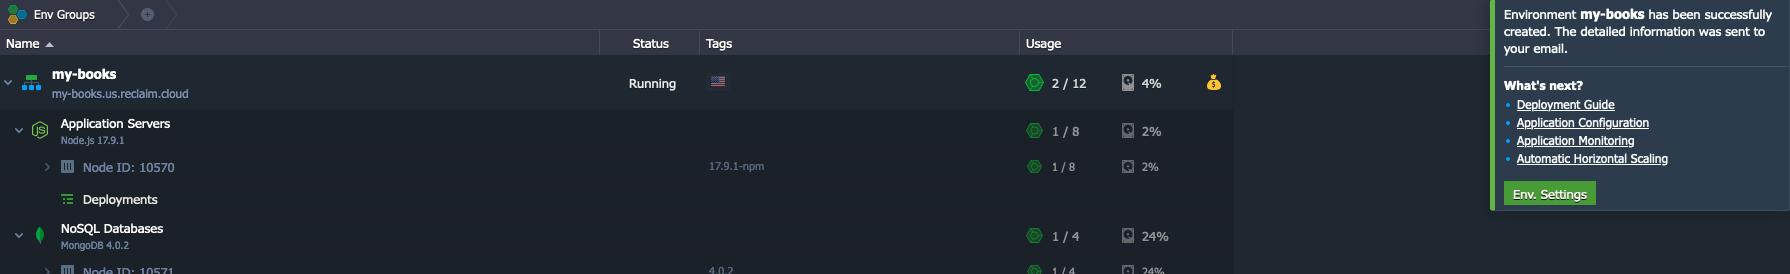 Env Groups
Name Status Tags Usage
my-books
my-books.us.reclaim.cloud
Running
2 / 12
4%
Application Servers
Node.js 17.9.1
1 / 8
2%
Node ID: 10570
17.9.1-npm
1 / 8
2%
Deployments
NoSQL Databases
MongoDB 4.0.2
1 / 4
24%
Node ID: 10571
4.0.2
1 / 4
24%
Environment my-books has been successfully
created. The detailed information was sent to
your email.
What's next?
Deployment Guide
Application Configuration
Application Monitoring
Automatic Horizontal Scaling
Env. Settings